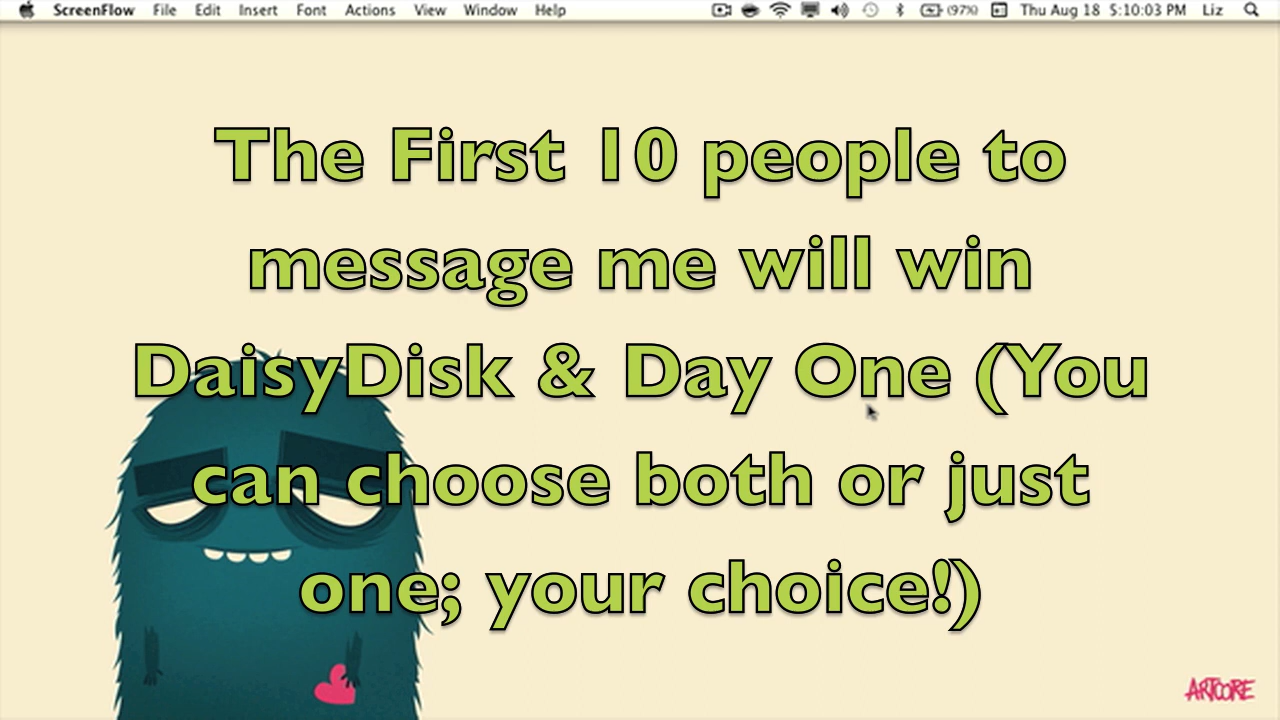 ScreenFlow File Edit Insert Font Actions View Window Help (97%) Thu Aug 18 5:10:03 PM Liz
The First 10 people to
message me will win
DaisyDisk & Day One (You
can choose both or just
one; your choice!)
ARTCORE